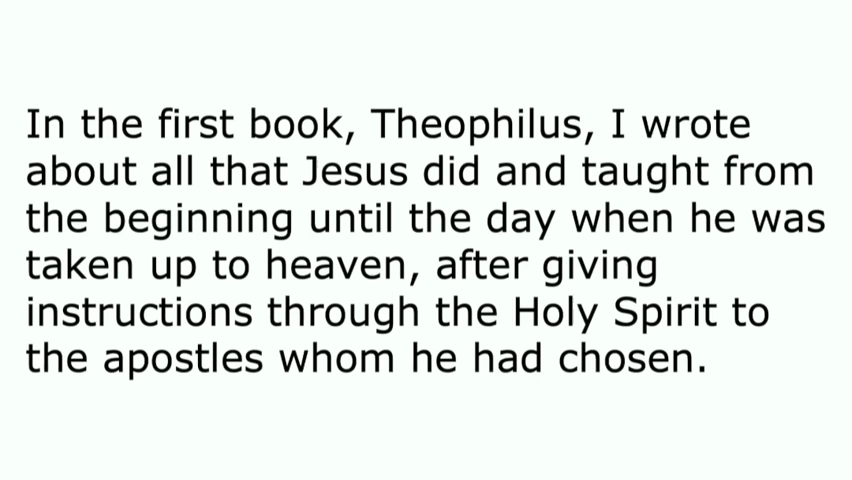 In the first book, Theophilus, I wrote
about all that Jesus did and taught from
the beginning until the day when he was
taken up to heaven, after giving
instructions through the Holy Spirit to
the apostles whom he had chosen.